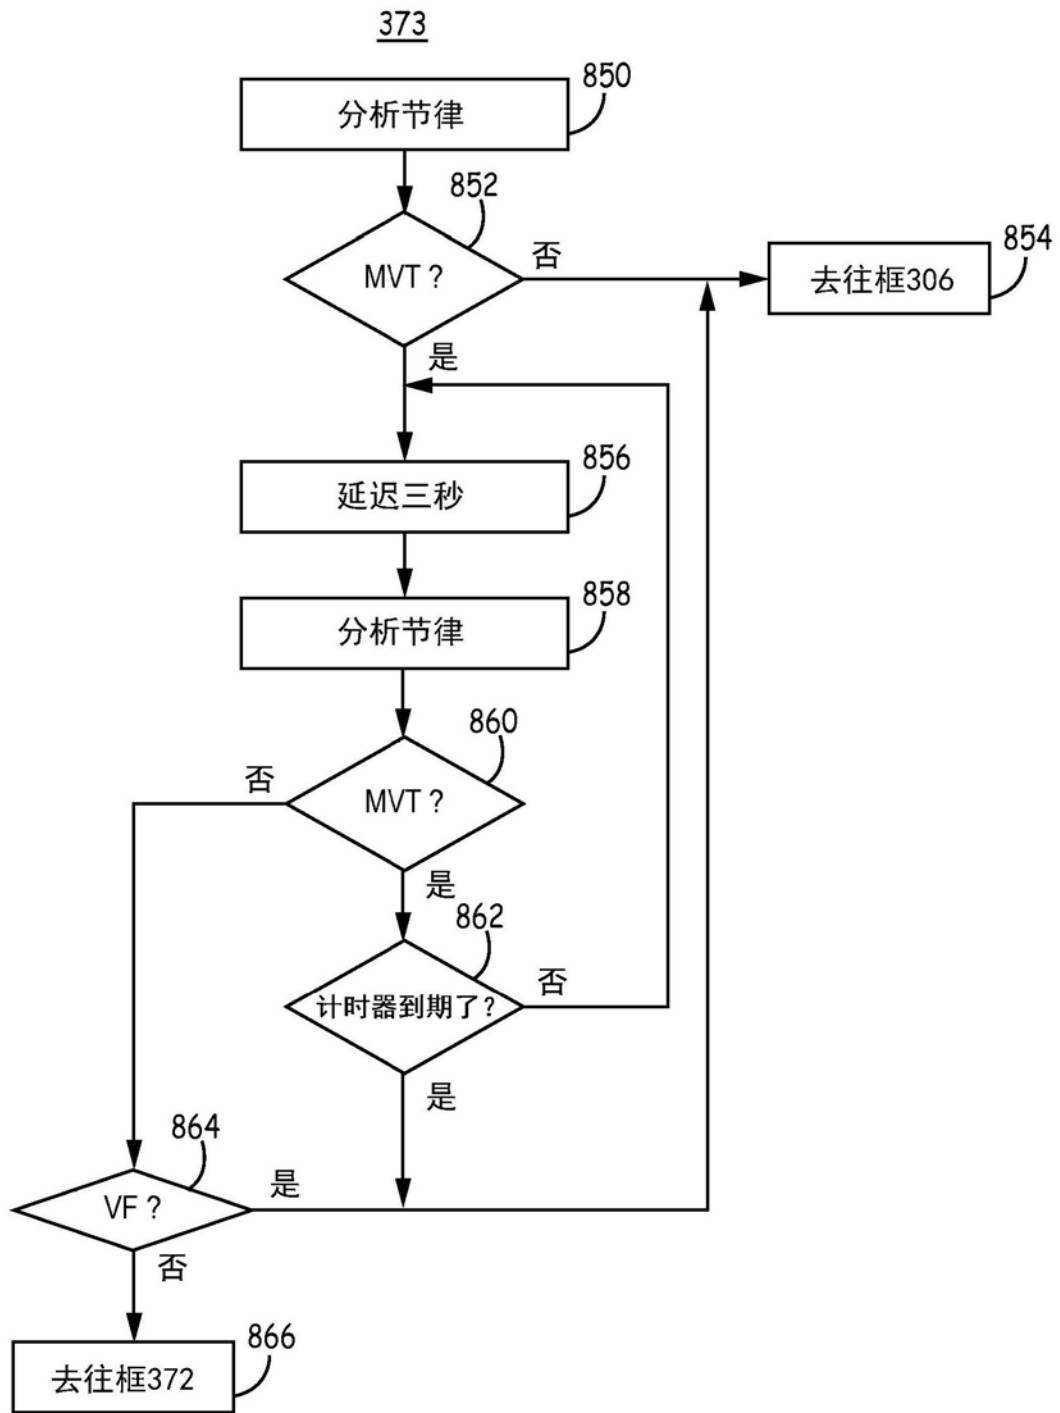 373
850
分析节律
852
MVT？
否
854
去往框306
是
856
延迟三秒
858
分析节律
860
否
MVT？
是
862
计时器到期了？
否
是
864
VF？
是
否
866
去往框372